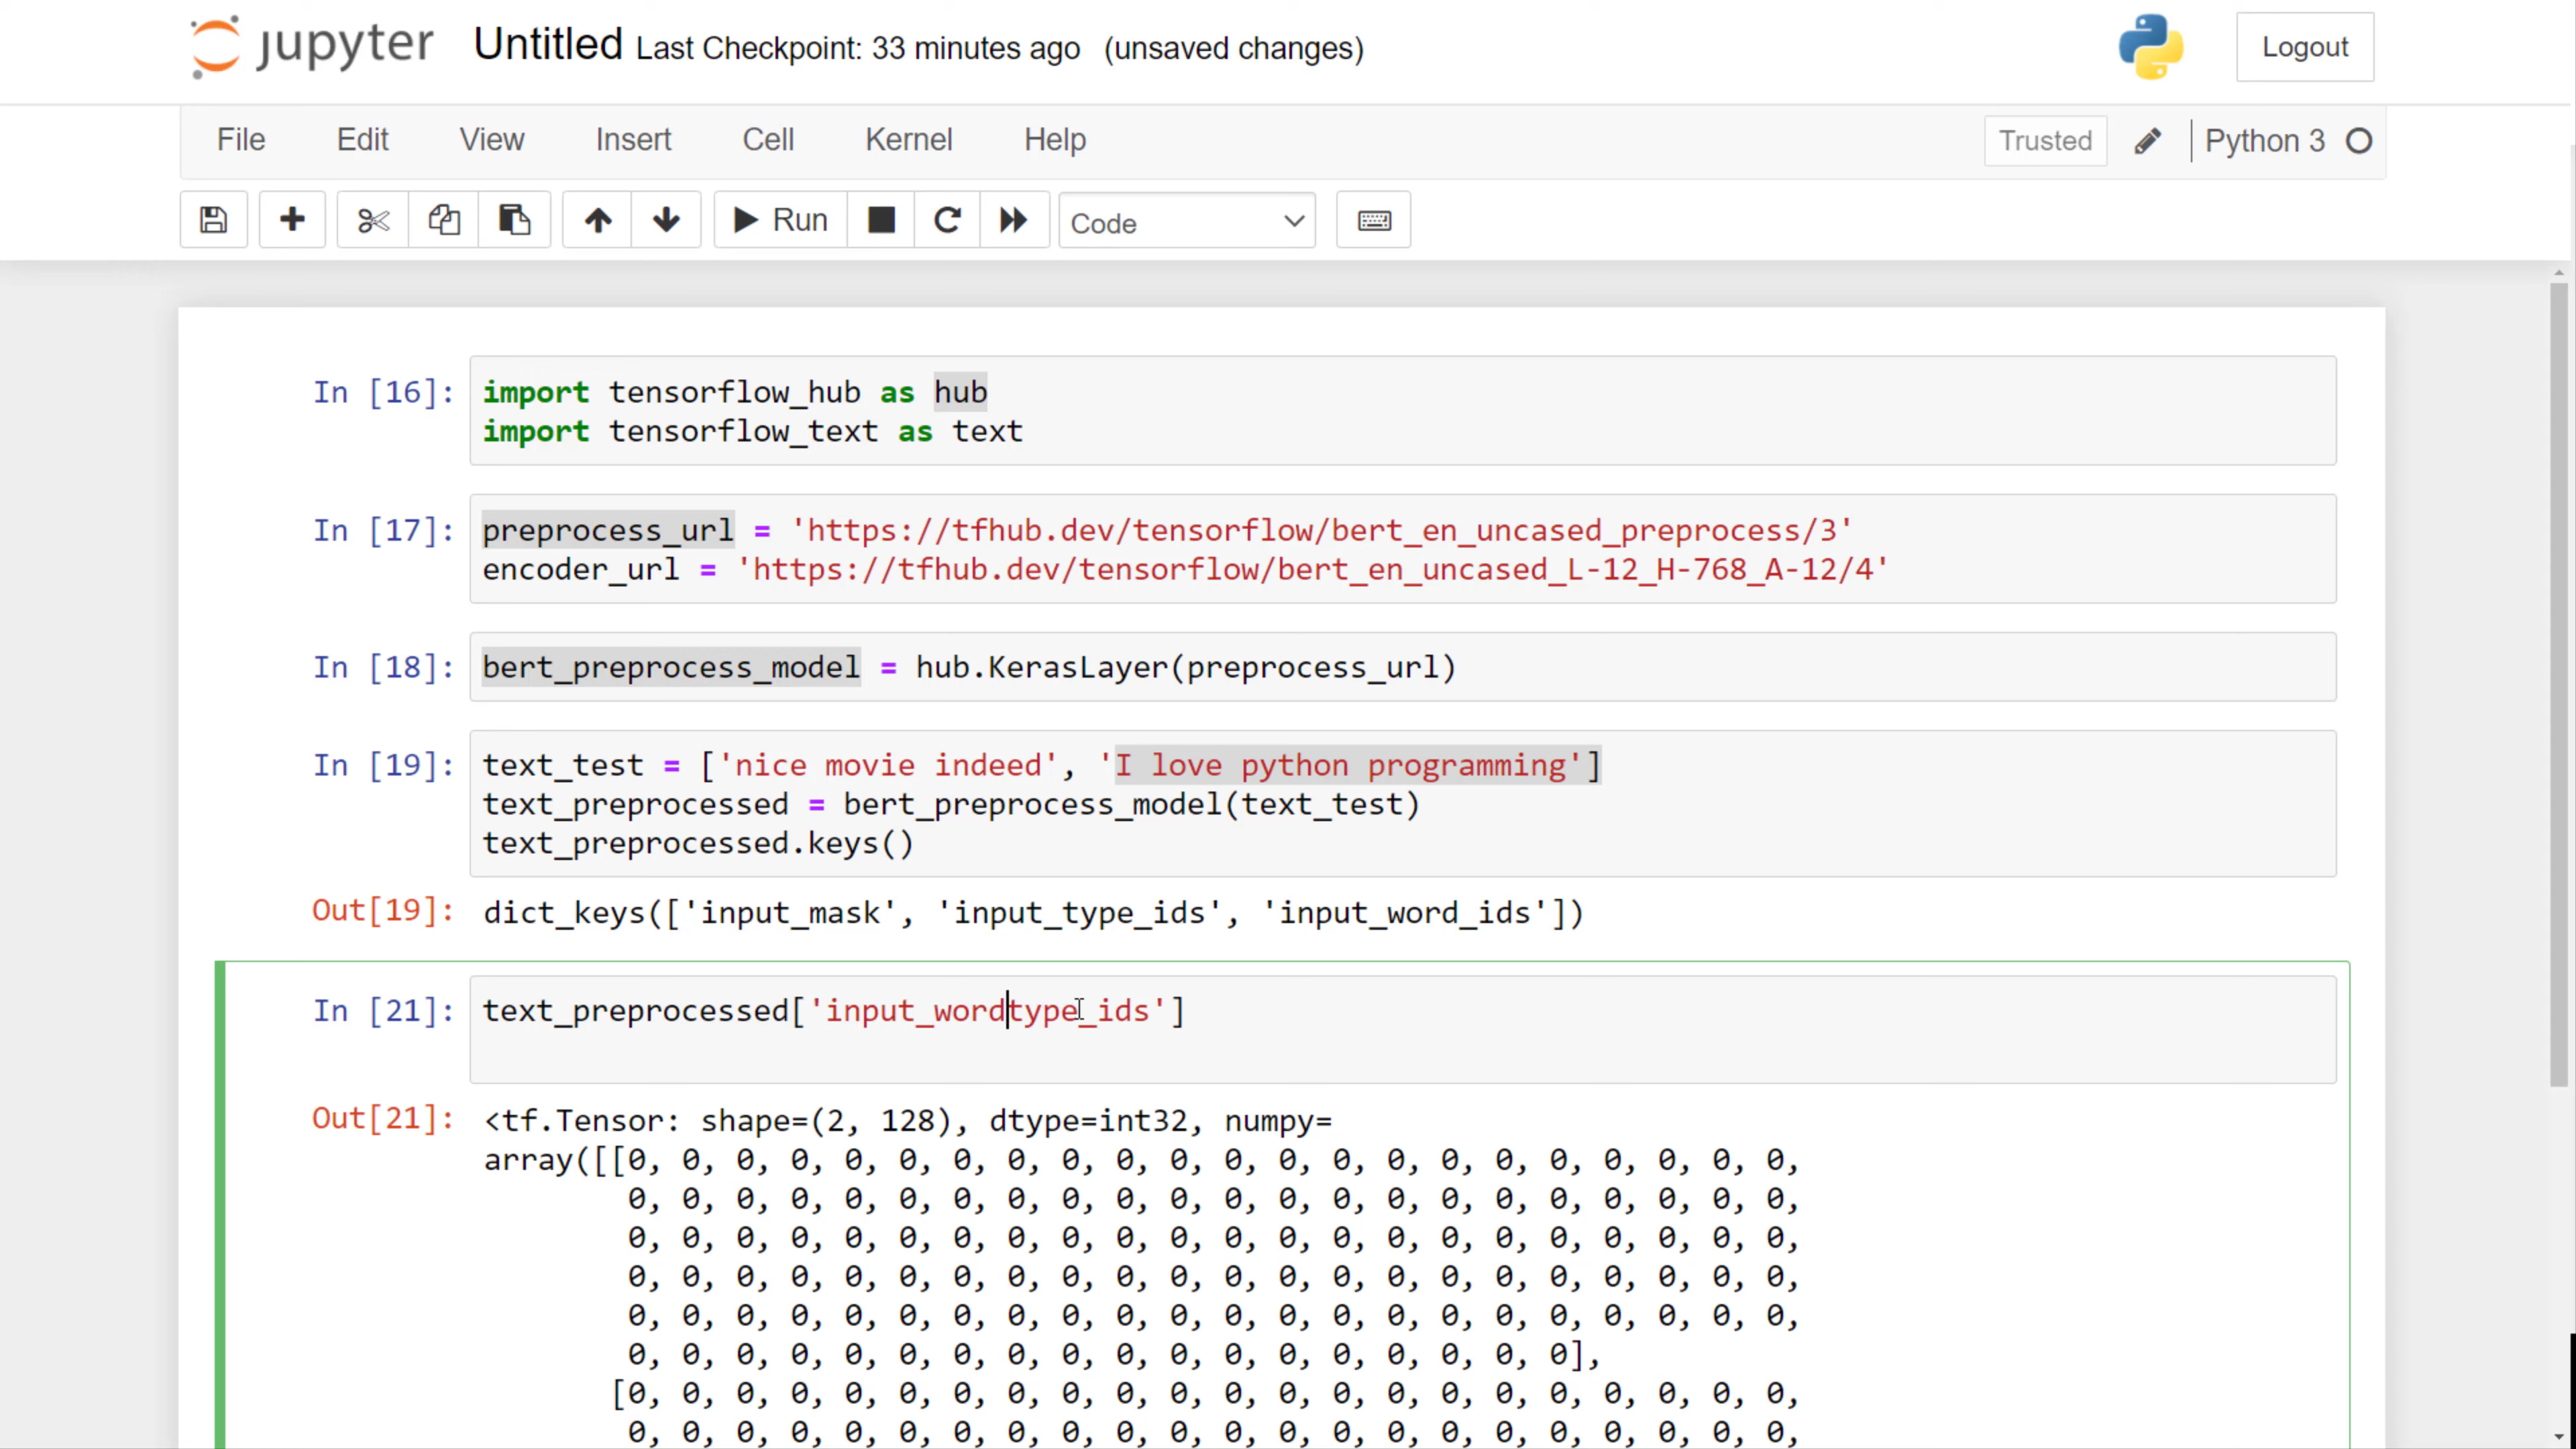 jupyter Untitled Last Checkpoint: 33 minutes ago (unsaved changes) Logout
File Edit View Insert Cell Kernel Help Trusted Python 3
Run Code
In [16]: import tensorflow_hub as hub
import tensorflow_text as text
In [17]: preprocess_url = 'https://tfhub.dev/tensorflow/bert_en_uncased_preprocess/3'
encoder_url = 'https://tfhub.dev/tensorflow/bert_en_uncased_L-12_H-768_A-12/4'
In [18]: bert_preprocess_model = hub.KerasLayer(preprocess_url)
In [19]: text_test = ['nice movie indeed', 'I love python programming']
text_preprocessed = bert_preprocess_model(text_test)
text_preprocessed.keys()
Out[19]: dict_keys(['input_mask', 'input_type_ids', 'input_word_ids'])
In [21]: text_preprocessed['input_wordtype_ids']
Out[21]: <tf.Tensor: shape=(2, 128), dtype=int32, numpy=
array([[0, 0, 0, 0, 0, 0, 0, 0, 0, 0, 0, 0, 0, 0, 0, 0, 0, 0, 0, 0, 0, 0,
0, 0, 0, 0, 0, 0, 0, 0, 0, 0, 0, 0, 0, 0, 0, 0, 0, 0, 0, 0, 0, 0,
0, 0, 0, 0, 0, 0, 0, 0, 0, 0, 0, 0, 0, 0, 0, 0, 0, 0, 0, 0, 0, 0,
0, 0, 0, 0, 0, 0, 0, 0, 0, 0, 0, 0, 0, 0, 0, 0, 0, 0, 0, 0, 0, 0,
0, 0, 0, 0, 0, 0, 0, 0, 0, 0, 0, 0, 0, 0, 0, 0, 0, 0, 0, 0, 0, 0,
0, 0, 0, 0, 0, 0, 0, 0, 0, 0, 0, 0, 0, 0, 0, 0, 0, 0],
[0, 0, 0, 0, 0, 0, 0, 0, 0, 0, 0, 0, 0, 0, 0, 0, 0, 0, 0, 0, 0, 0,
0, 0, 0, 0, 0, 0, 0, 0, 0, 0, 0, 0, 0, 0, 0, 0, 0, 0, 0, 0, 0, 0,